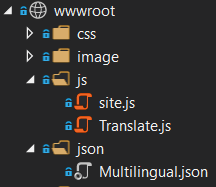 wwwroot
css
image
js
site.js
Translate.js
json
Multilingual.json